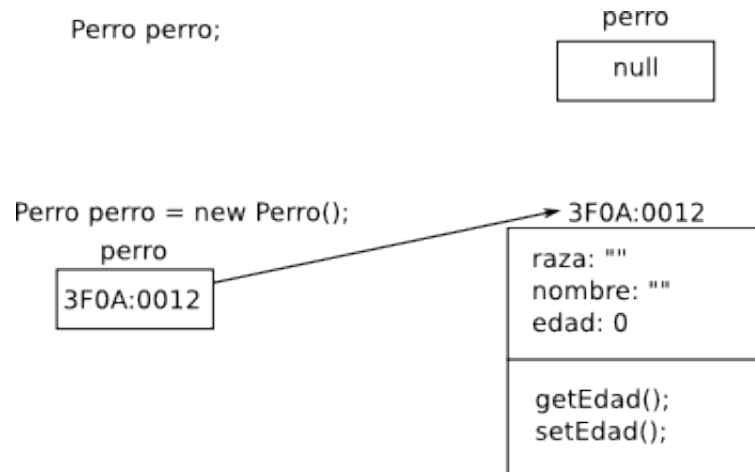 Perro perro;
perro
null
Perro perro = new Perro();
perro
3F0A:0012
3F0A:0012
raza: ""
nombre: ""
edad: 0
getEdad();
setEdad();